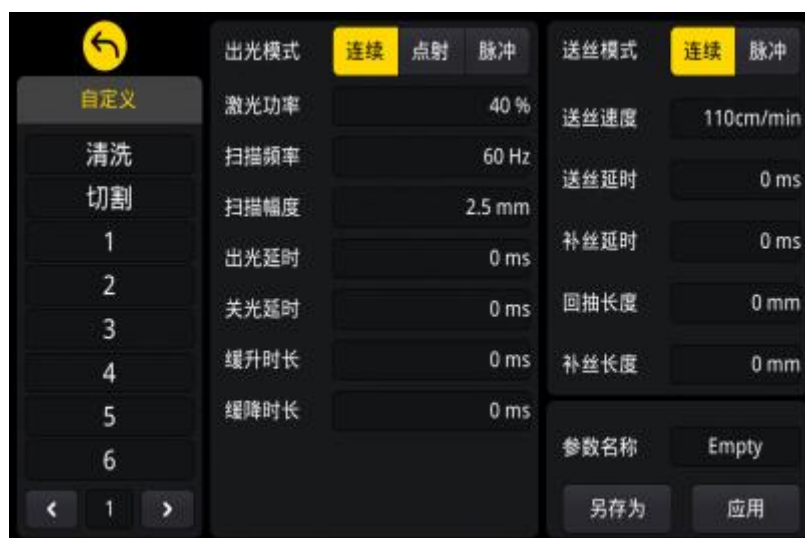 自定义
清洗
切割
1
2
3
4
5
6
1
出光模式 连续 点射 脉冲
激光功率 40 %
扫描频率 60 Hz
扫描幅度 2.5 mm
出光延时 0 ms
关光延时 0 ms
缓升时长 0 ms
缓降时长 0 ms
送丝模式 连续 脉冲
送丝速度 110cm/min
送丝延时 0 ms
补丝延时 0 ms
回抽长度 0 mm
补丝长度 0 mm
参数名称 Empty
另存为 应用